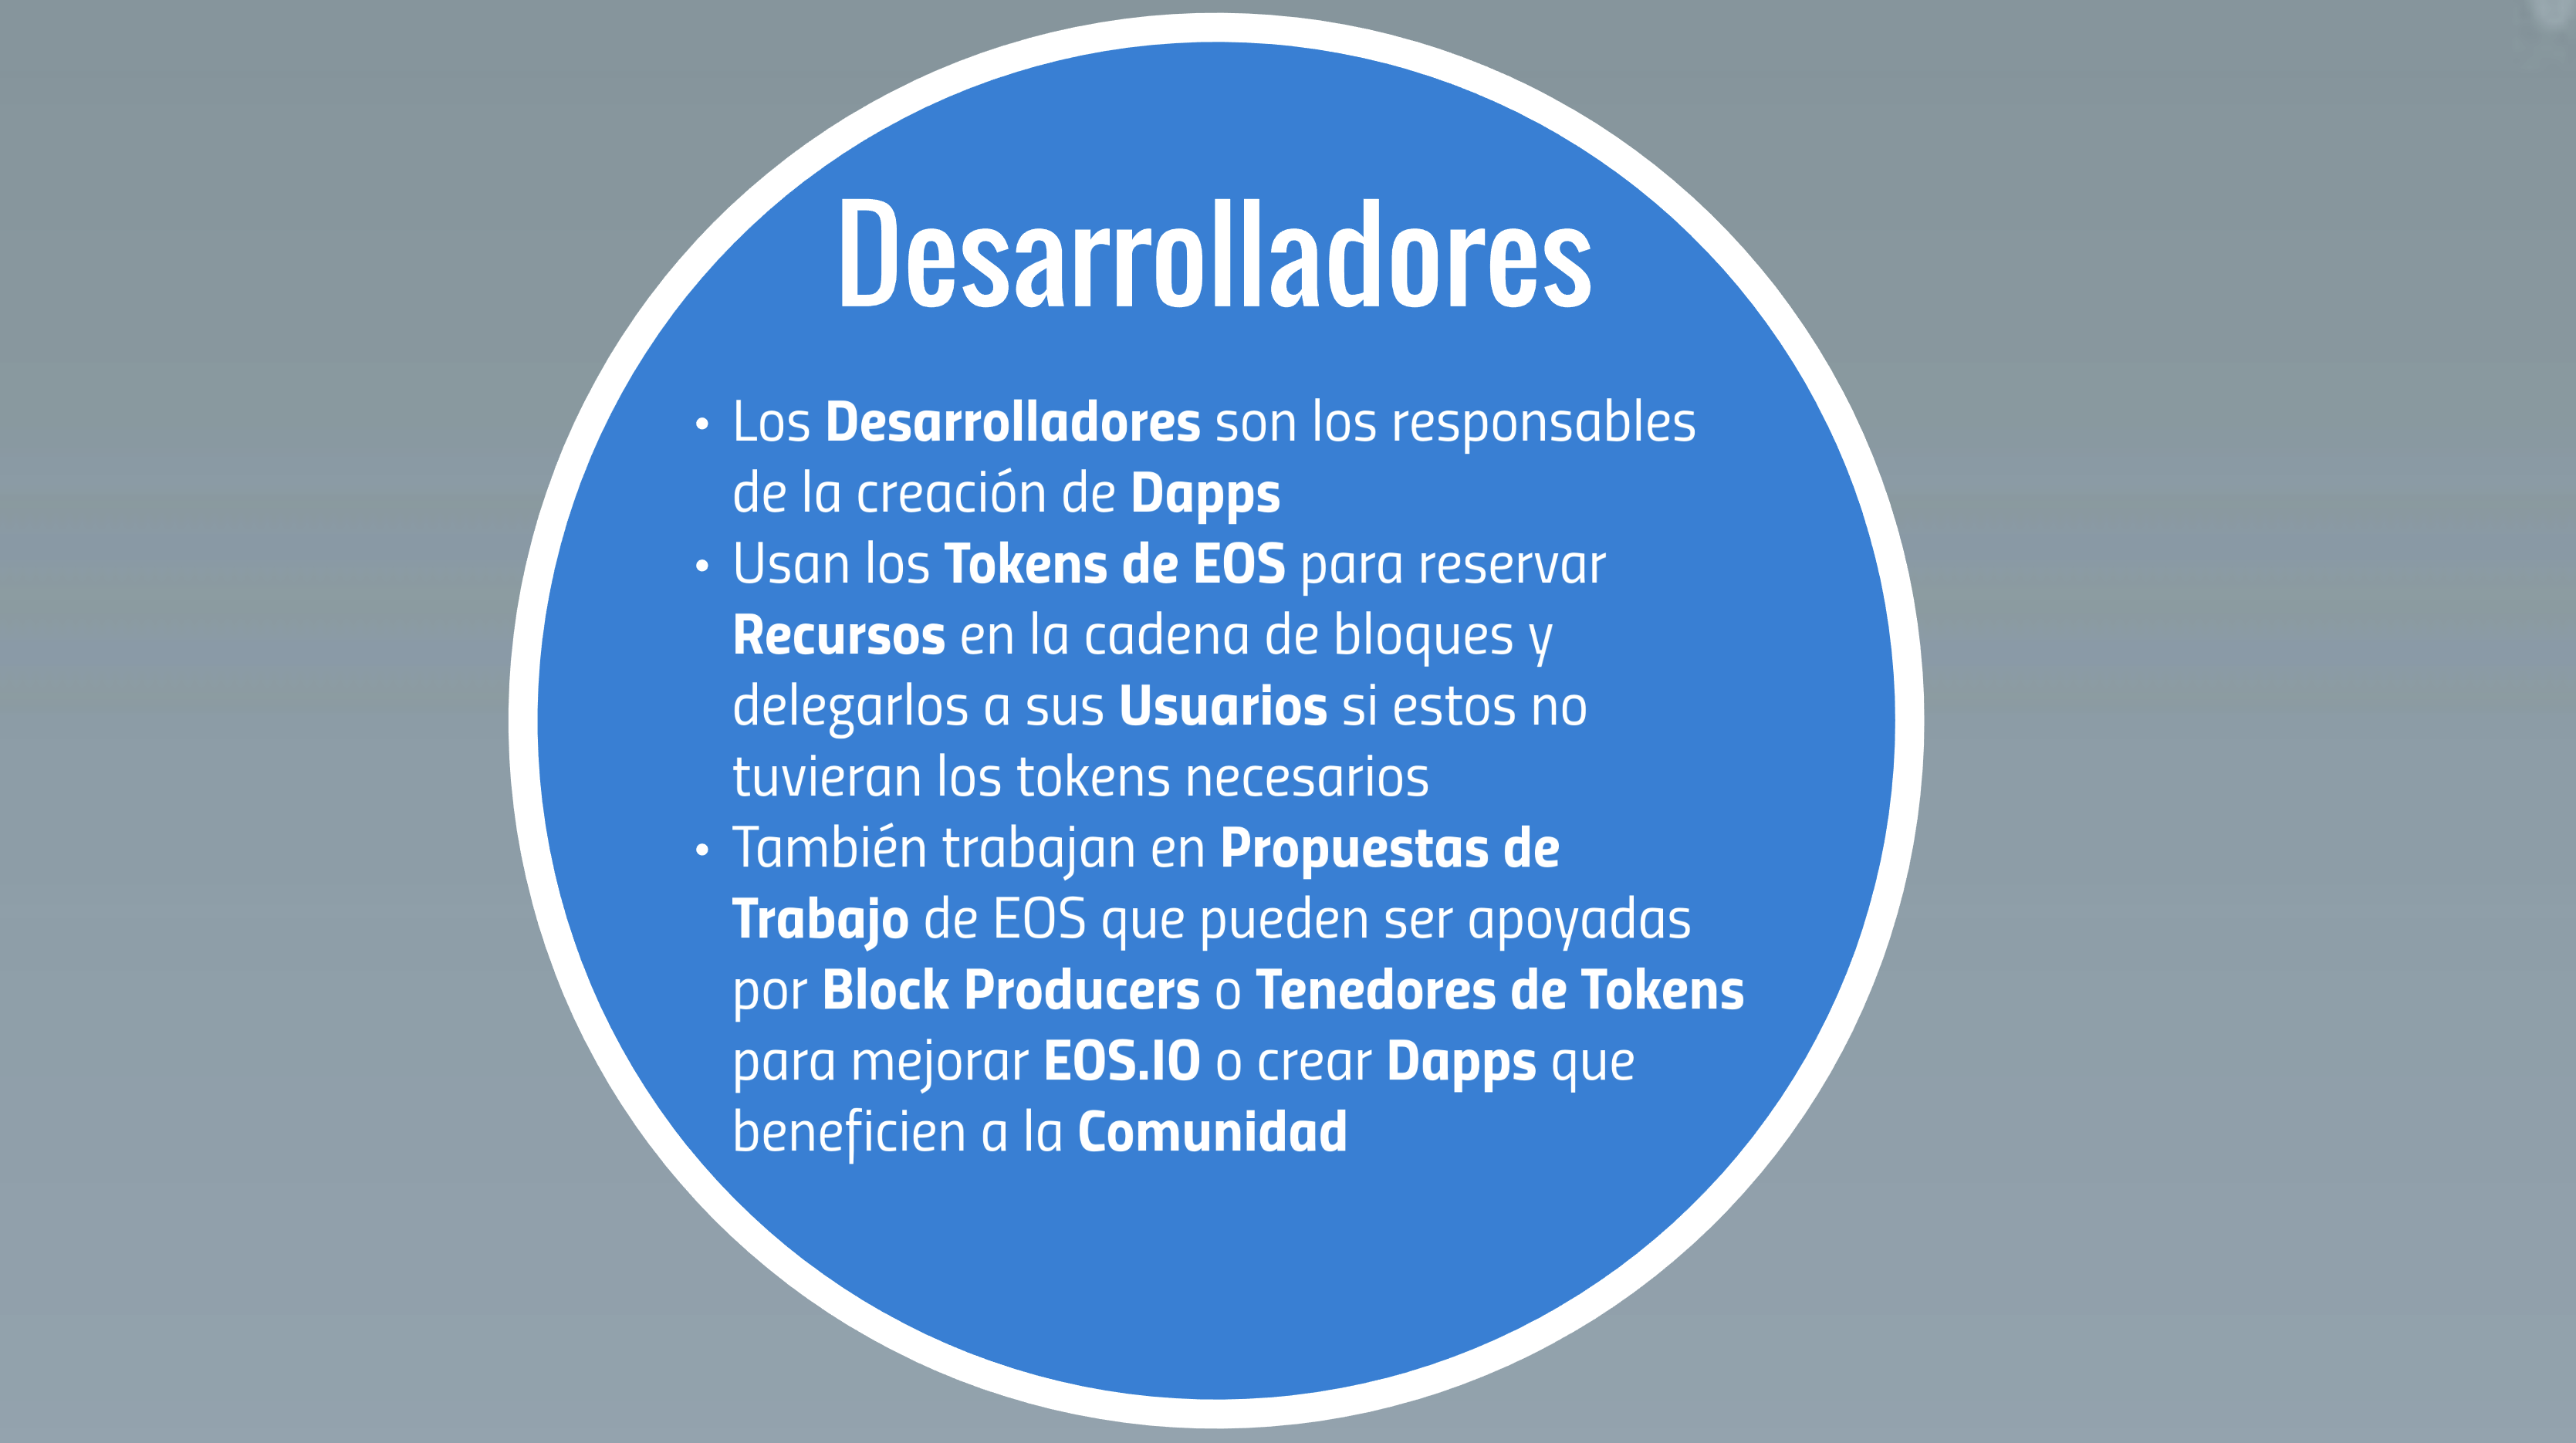 Desarrolladores
• Los Desarrolladores son los responsables
de la creación de Dapps
• Usan los Tokens de EOS para reservar
Recursos en la cadena de bloques y
delegarlos a sus Usuarios si estos no
tuvieran los tokens necesarios
• También trabajan en Propuestas de
Trabajo de EOS que pueden ser apoyadas
por Block Producers o Tenedores de Tokens
para mejorar EOS.IO o crear Dapps que
beneficien a la Comunidad